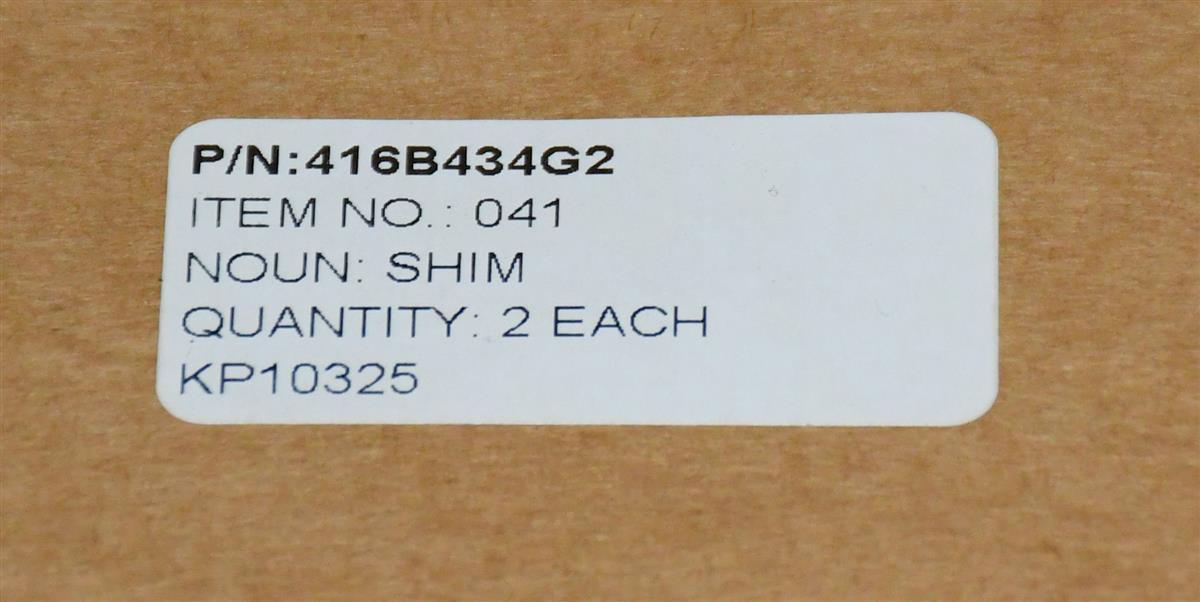 P/N:416B434G2
ITEM NO.: 041
NOUN: SHIM
QUANTITY: 2 EACH
KP10325